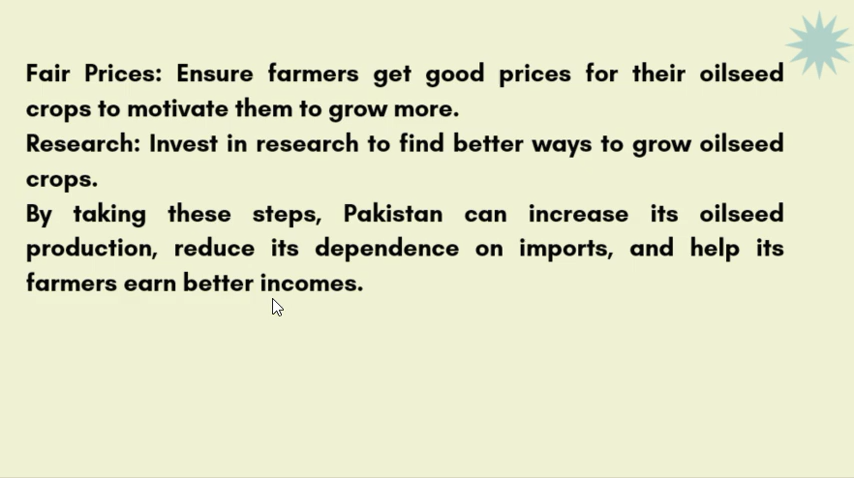 Fair Prices: Ensure farmers get good prices for their oilseed
crops to motivate them to grow more.
Research: Invest in research to find better ways to grow oilseed
crops.
By taking these steps, Pakistan can increase its oilseed
production, reduce its dependence on imports, and help its
farmers earn better incomes.